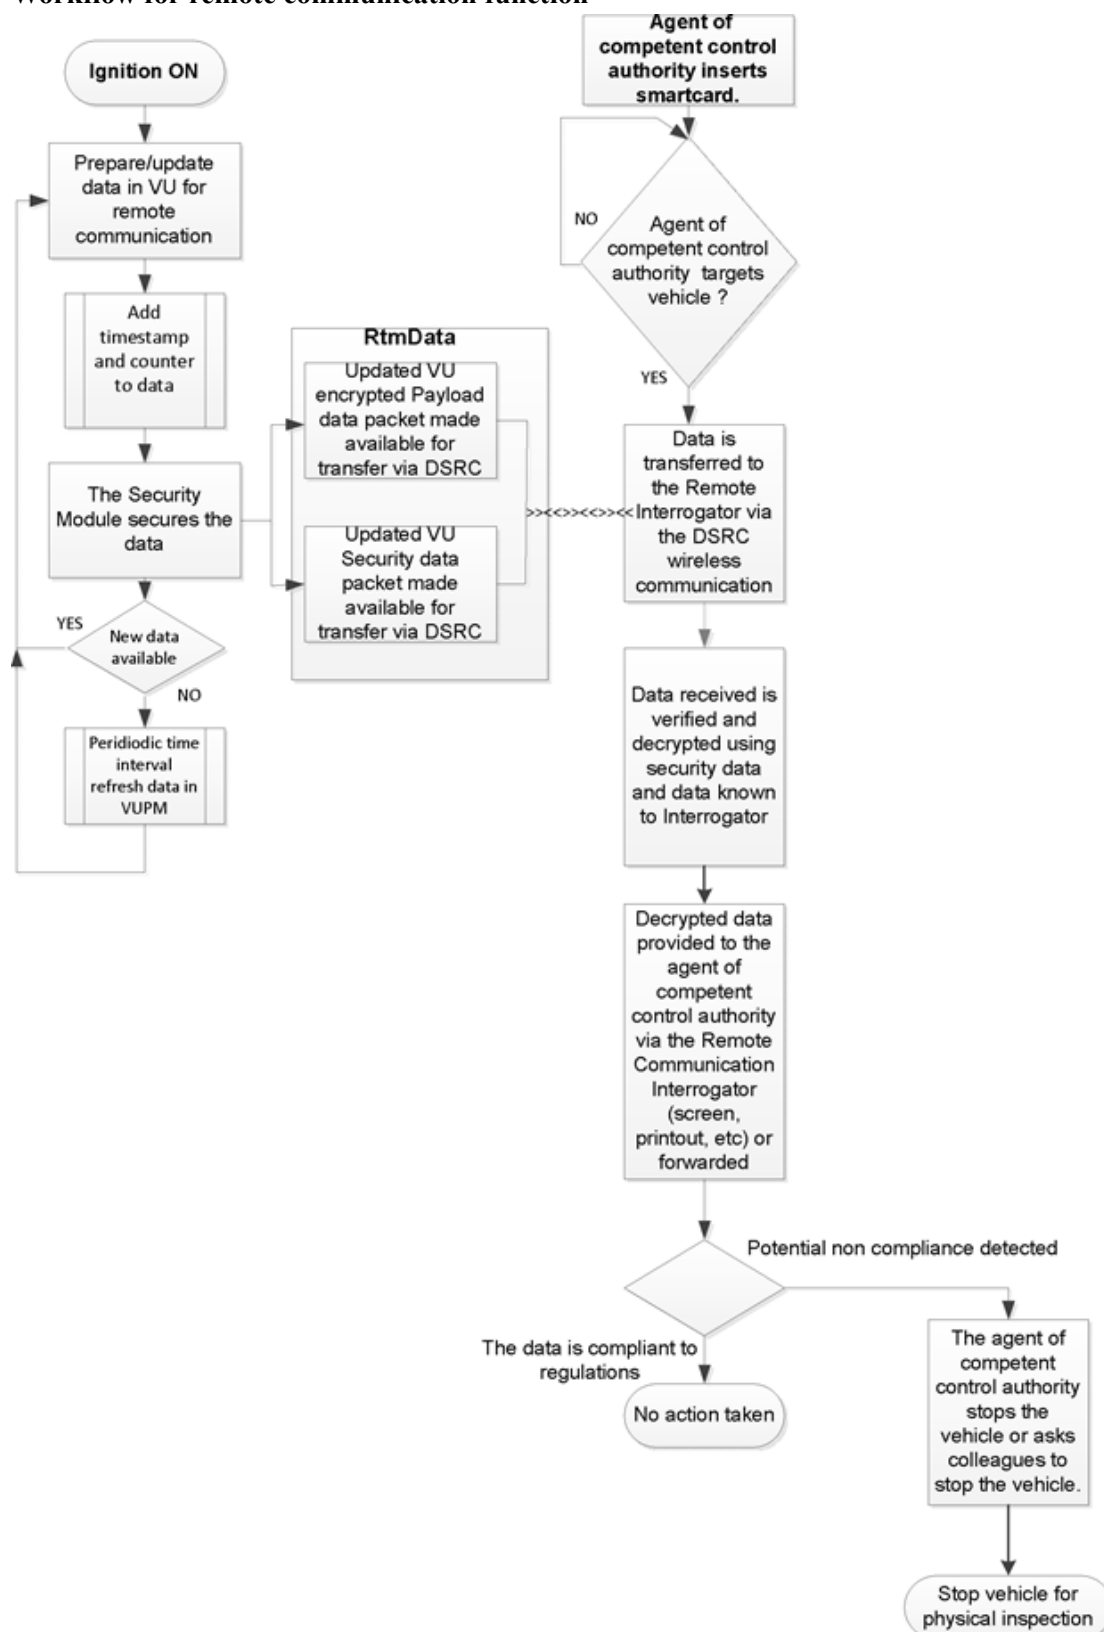 Workflow for remote communication function
Ignition ON
Prepare/update
data in VU for
remote
communication
Add
timestamp
and counter
to data
The Security
Module secures the
data
YES
New data
available
NO
Peridiodic time
interval
refresh data in
VUPM
RtmData
Updated VU
encrypted Payload
data packet made
available for
transfer via DSRC
Updated VU
Security data
packet made
available for
transfer via DSRC
>><<>><<>><<
Agent of
competent control
authority inserts
smartcard.
NO
Agent of
competent control
authority targets
vehicle ?
YES
Data is
transferred to
the Remote
Interrogator via
the DSRC
wireless
communication
Data received is
verified and
decrypted using
security data
and data known
to Interrogator
Decrypted data
provided to the
agent of
competent
control authority
via the Remote
Communication
Interrogator
(screen,
printout, etc) or
forwarded
Potential non compliance detected
The data is compliant to
regulations
No action taken
The agent of
competent
control authority
stops the
vehicle or asks
colleagues to
stop the vehicle.
Stop vehicle for
physical inspection